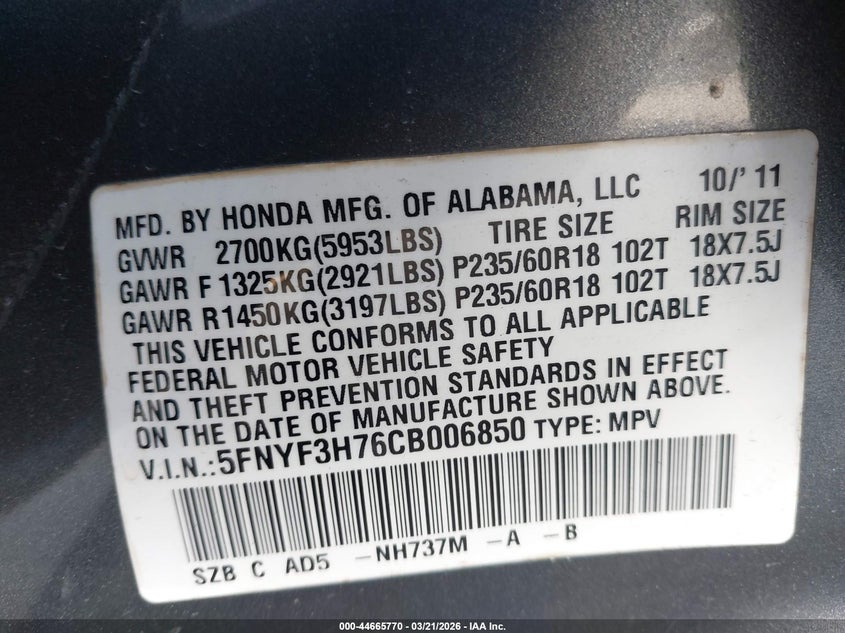 MFD. BY HONDA MFG. OF ALABAMA, LLC 10/'11
GVWR 2700KG(5953LBS) TIRE SIZE RIM SIZE
GAWR F 1325KG(2921LBS) P235/60R18 102T 18X7.5J
GAWR R1450KG(3197LBS) P235/60R18 102T 18X7.5J
THIS VEHICLE CONFORMS TO ALL APPLICABLE
FEDERAL MOTOR VEHICLE SAFETY
AND THEFT PREVENTION STANDARDS IN EFFECT
ON THE DATE OF MANUFACTURE SHOWN ABOVE.
V.I.N.:5FNYF3H76CB006850 TYPE: MPV
SZB C AD5 -NH737M -A -B
000-44665770 - 03/21/2026 - IAA Inc.